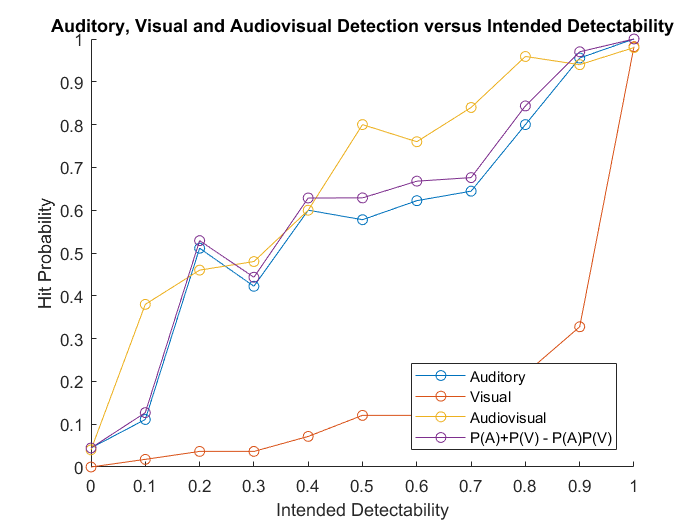 Auditory, Visual and Audiovisual Detection versus Intended Detectability
1
0.9
0.8
0.7
0.6
0.5
0.4
0.3
0.2
0.1
0
Hit Probability
Auditory
Visual
Audiovisual
P(A)+P(V) - P(A)P(V)
0 0.1 0.2 0.3 0.4 0.5 0.6 0.7 0.8 0.9 1
Intended Detectability